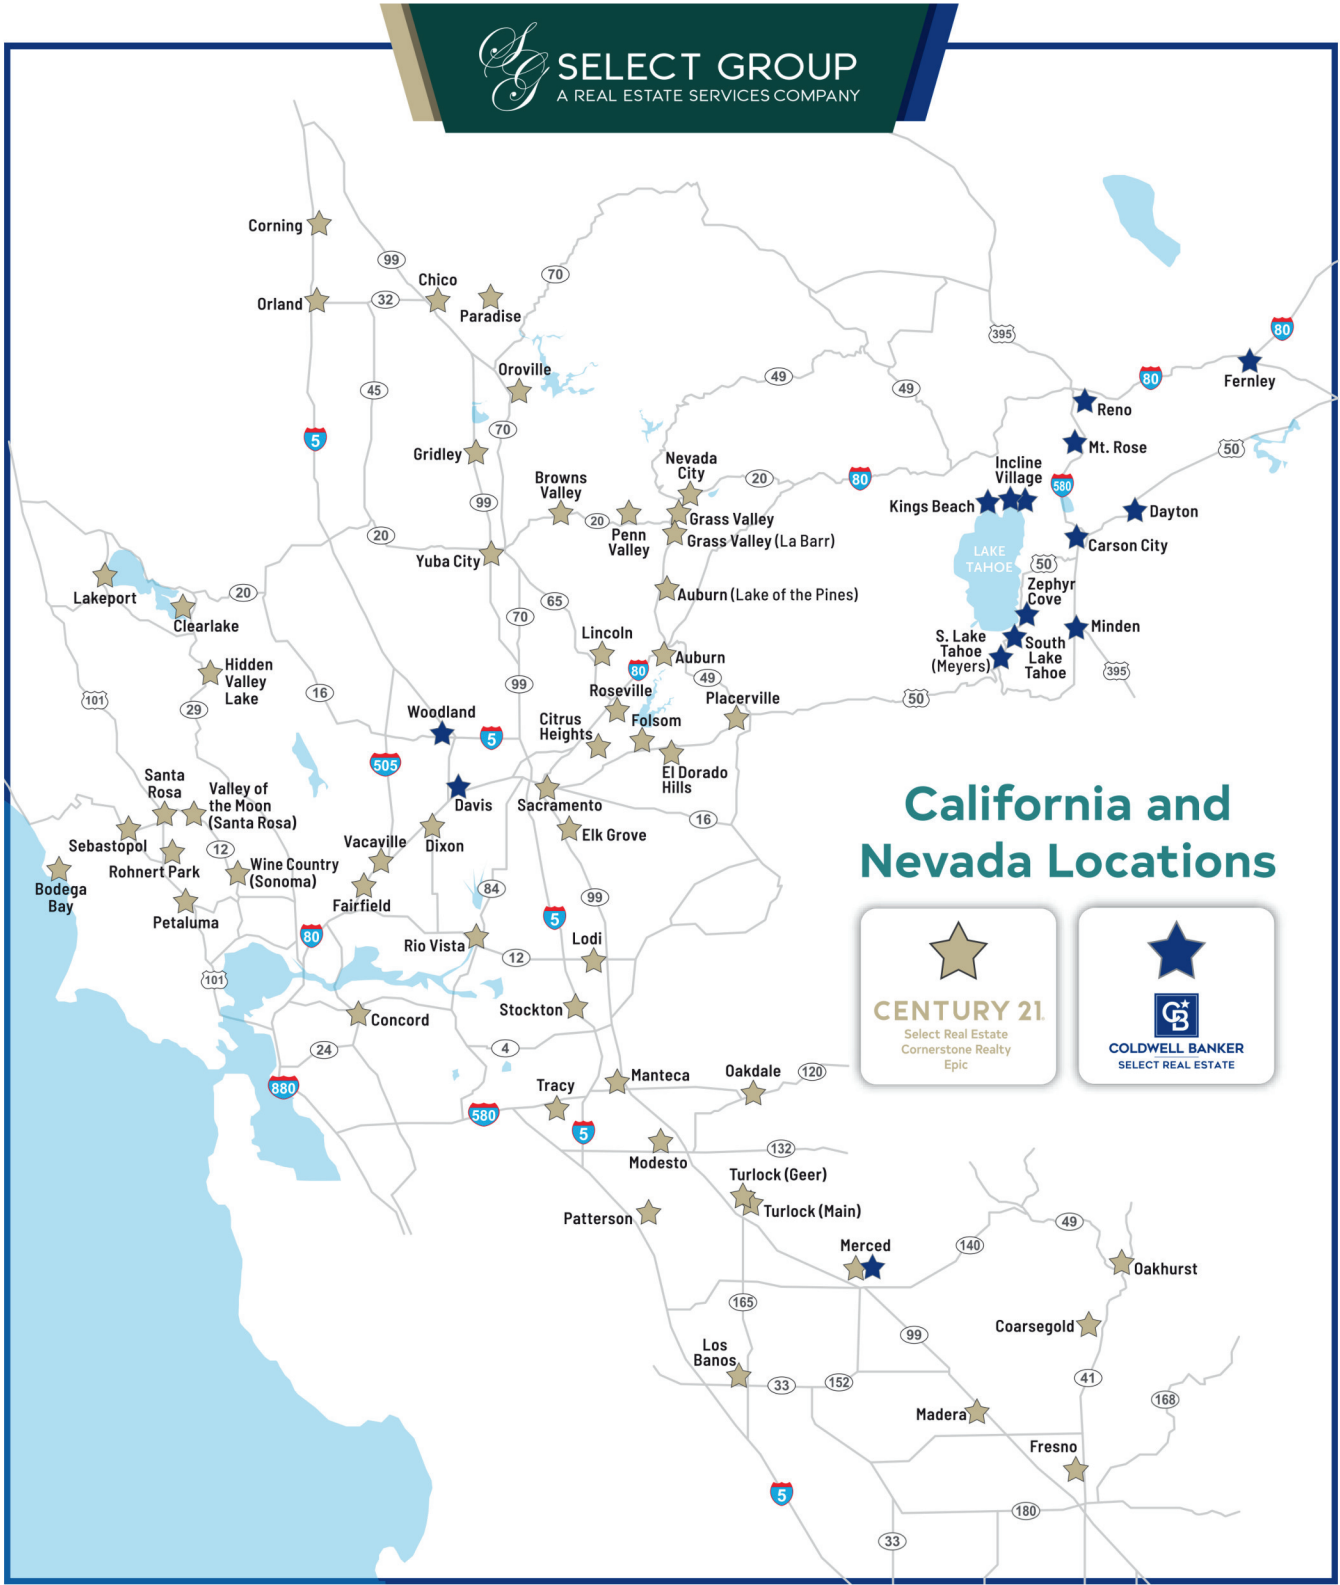 SG
SELECT GROUP
A REAL ESTATE SERVICES COMPANY
Corning
99
Chico
70
Orland
32
Paradise
395
80
Oroville
Fernley
45
49
49
80
Reno
5
70
Gridley
Mt. Rose
50
Nevada
City
Incline
Village
Browns
Valley
20
80
580
99
Kings Beach
Dayton
20
Grass Valley
Penn
Valley
Grass Valley (La Barr)
20
Yuba City
Carson City
LAKE
TAHOE
50
Lakeport
20
65
Auburn (Lake of the Pines)
Zephyr
Cove
Clearlake
70
Lincoln
Minden
S. Lake
Tahoe
(Meyers)
South
Lake
Tahoe
Auburn
80
49
395
Hidden
Valley
Lake
16
99
Roseville
Placerville
50
101
29
Woodland
5
Citrus
Heights
Folsom
505
El Dorado
Hills
Santa
Rosa
Valley of
the Moon
(Santa Rosa)
Davis
Sacramento
California and
Nevada Locations
16
Sebastopol
Vacaville
Dixon
Elk Grove
12
Rohnert Park
Wine Country
(Sonoma)
Bodega
Bay
Fairfield
84
99
Petaluma
5
80
Rio Vista
Lodi
12
101
Stockton
Concord
CENTURY 21.
Select Real Estate
Cornerstone Realty
Epic
CB
COLDWELL BANKER
SELECT REAL ESTATE
24
4
880
Tracy
Manteca
Oakdale
120
580
5
Modesto
132
Turlock (Geer)
Turlock (Main)
Patterson
49
Merced
140
Oakhurst
165
99
Coarsegold
Los
Banos
33
152
41
168
Madera
Fresno
5
180
33